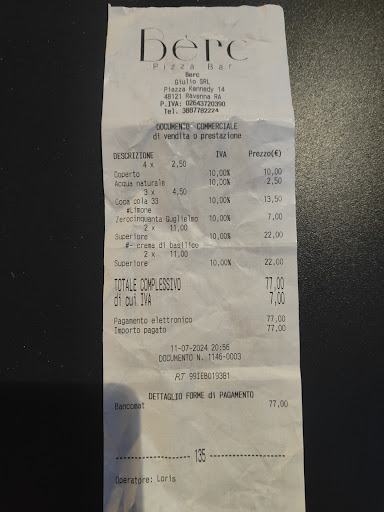 Bèrc
Pizza Bar
Berc
Giulio SRL
Piazza Kennedy 14
48121 Ravenna RA
P.IVA: 02643720390
Tel. 3887782224
DOCUMENTO COMMERCIALE
di vendita o prestazione
DESCRIZIONE IVA Prezzo(€)
4 x 2,50
Coperto 10,00% 10,00
Acqua naturale 10,00% 2,50
3 x 4,50
Coca cola 33 10,00% 13,50
#Limone
Zerocinquanta Guglielmo 10,00% 7,00
2 x 11,00
Superiore 10,00% 22,00
#- crema di basilico
2 x 11,00
Superiore 10,00% 22,00
TOTALE COMPLESSIVO 77,00
di cui IVA 7,00
Pagamento elettronico 77,00
Importo pagato 77,00
11-07-2024 20:56
DOCUMENTO N. 1146-0003
RT 99IEB019381
DETTAGLIO FORME di PAGAMENTO
Bancomat 77,00
135
Operatore: Loris